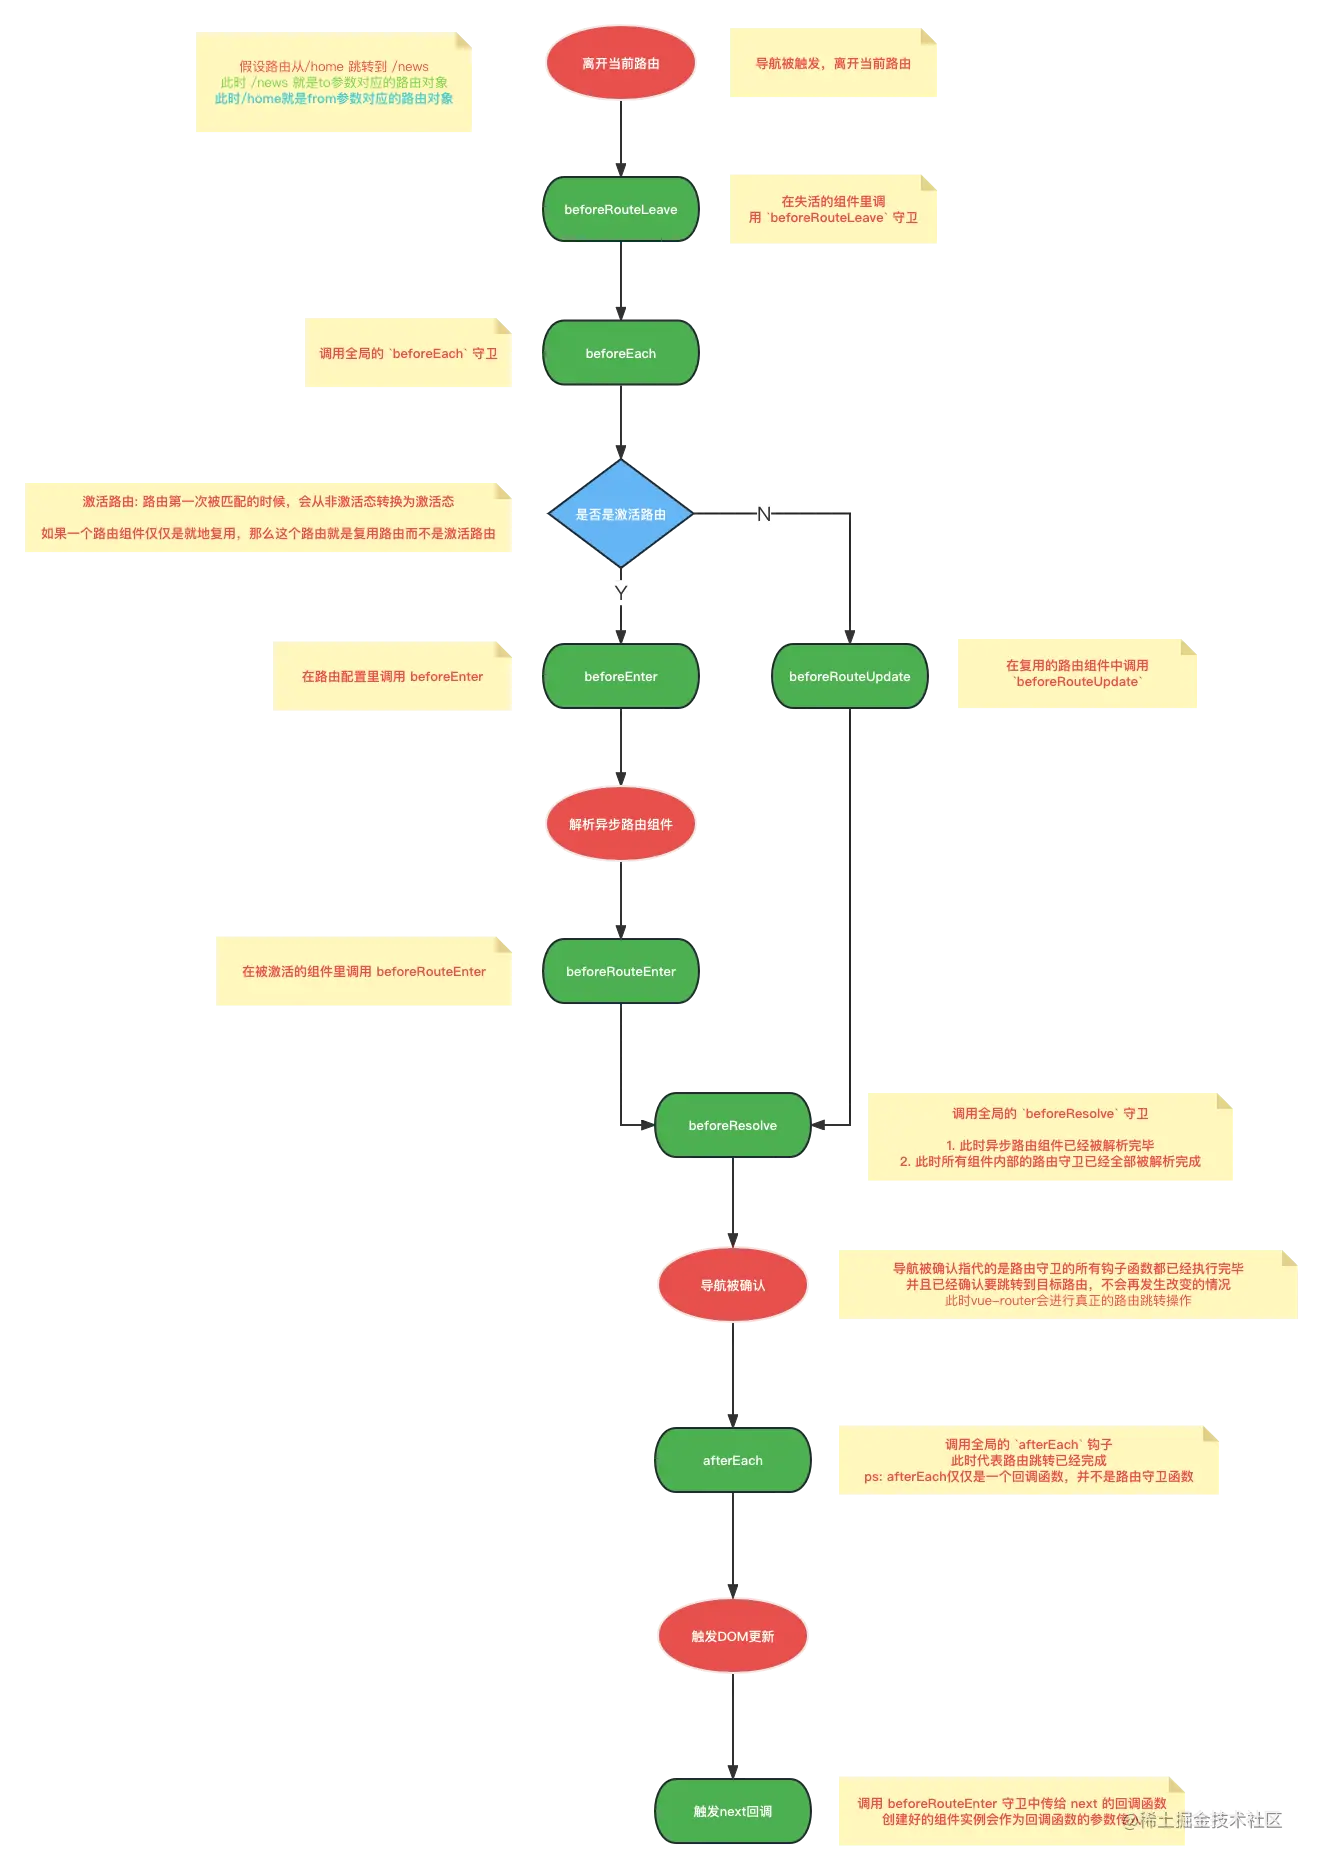 假设路由从/home 跳转到 /news
此时 /news 就是to参数对应的路由对象
此时/home就是from参数对应的路由对象
离开当前路由
导航被触发，离开当前路由
beforeRouteLeave
在失活的组件里调
用 `beforeRouteLeave` 守卫
调用全局的 `beforeEach` 守卫
beforeEach
激活路由: 路由第一次被匹配的时候，会从非激活态转换为激活态
如果一个路由组件仅仅是就地复用，那么这个路由就是复用路由而不是激活路由
是否是激活路由
N
Y
在路由配置里调用 beforeEnter
beforeEnter
beforeRouteUpdate
在复用的路由组件中调用
`beforeRouteUpdate`
解析异步路由组件
在被激活的组件里调用 beforeRouteEnter
beforeRouteEnter
beforeResolve
调用全局的 `beforeResolve` 守卫
1. 此时异步路由组件已经被解析完毕
2. 此时所有组件内部的路由守卫已经全部被解析完成
导航被确认
导航被确认指代的是路由守卫的所有钩子函数都已经执行完毕
并且已经确认要跳转到目标路由，不会再发生改变的情况
此时vue-router会进行真正的路由跳转操作
afterEach
调用全局的 `afterEach` 钩子
此时代表路由跳转已经完成
ps: afterEach仅仅是一个回调函数，并不是路由守卫函数
触发DOM更新
触发next回调
调用 beforeRouteEnter 守卫中传给 next 的回调函数
创建好的组件实例会作为回调函数的参数传入
@稀土掘金技术社区